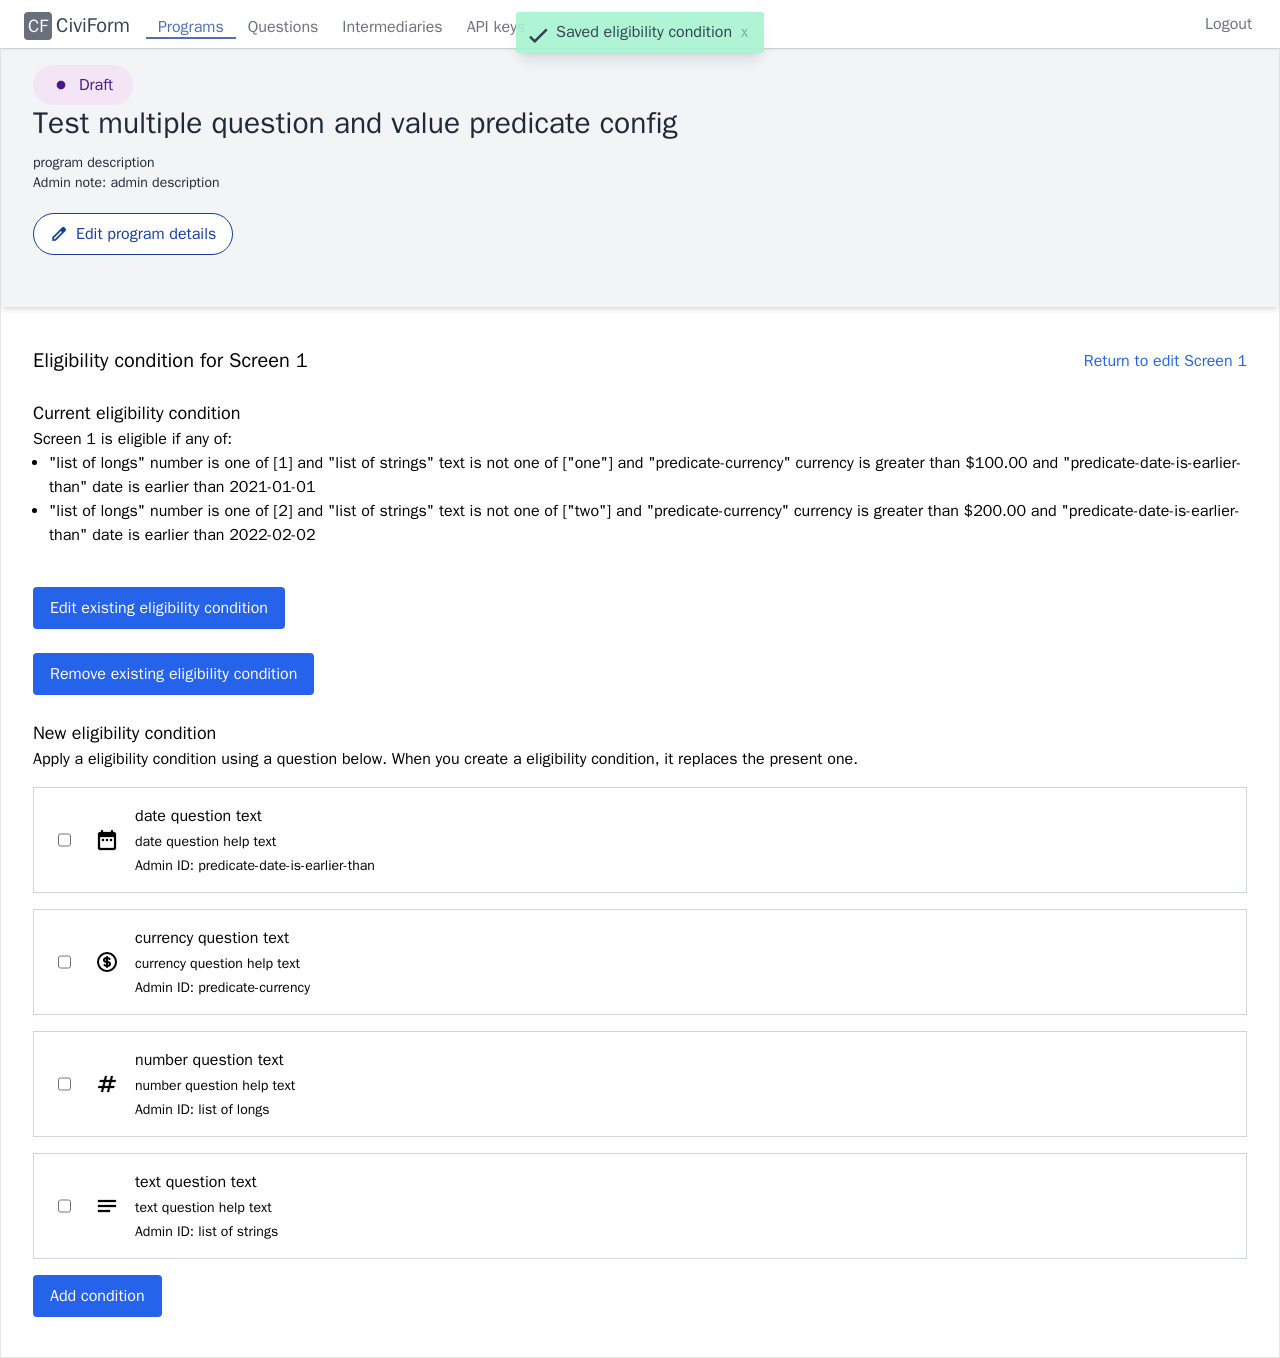 CF CiviForm Programs Questions Intermediaries API keys Saved eligibility condition x Logout
Draft
Test multiple question and value predicate config
program description
Admin note: admin description
Edit program details
Eligibility condition for Screen 1 Return to edit Screen 1
Current eligibility condition
Screen 1 is eligible if any of:
"list of longs" number is one of [1] and "list of strings" text is not one of ["one"] and "predicate-currency" currency is greater than $100.00 and "predicate-date-is-earlier-
than" date is earlier than 2021-01-01
"list of longs" number is one of [2] and "list of strings" text is not one of ["two"] and "predicate-currency" currency is greater than $200.00 and "predicate-date-is-earlier-
than" date is earlier than 2022-02-02
Edit existing eligibility condition
Remove existing eligibility condition
New eligibility condition
Apply a eligibility condition using a question below. When you create a eligibility condition, it replaces the present one.
date question text
date question help text
Admin ID: predicate-date-is-earlier-than
currency question text
currency question help text
Admin ID: predicate-currency
number question text
number question help text
Admin ID: list of longs
text question text
text question help text
Admin ID: list of strings
Add condition